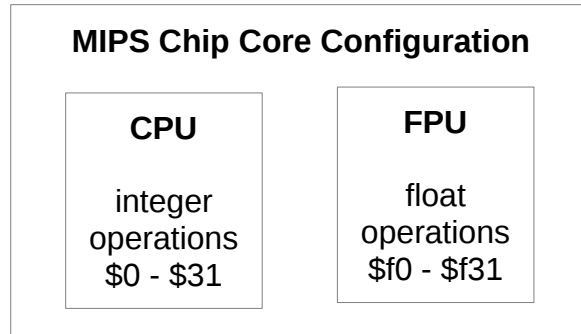 MIPS Chip Core Configuration
CPU
integer
operations
$0 - $31
FPU
float
operations
$f0 - $f31